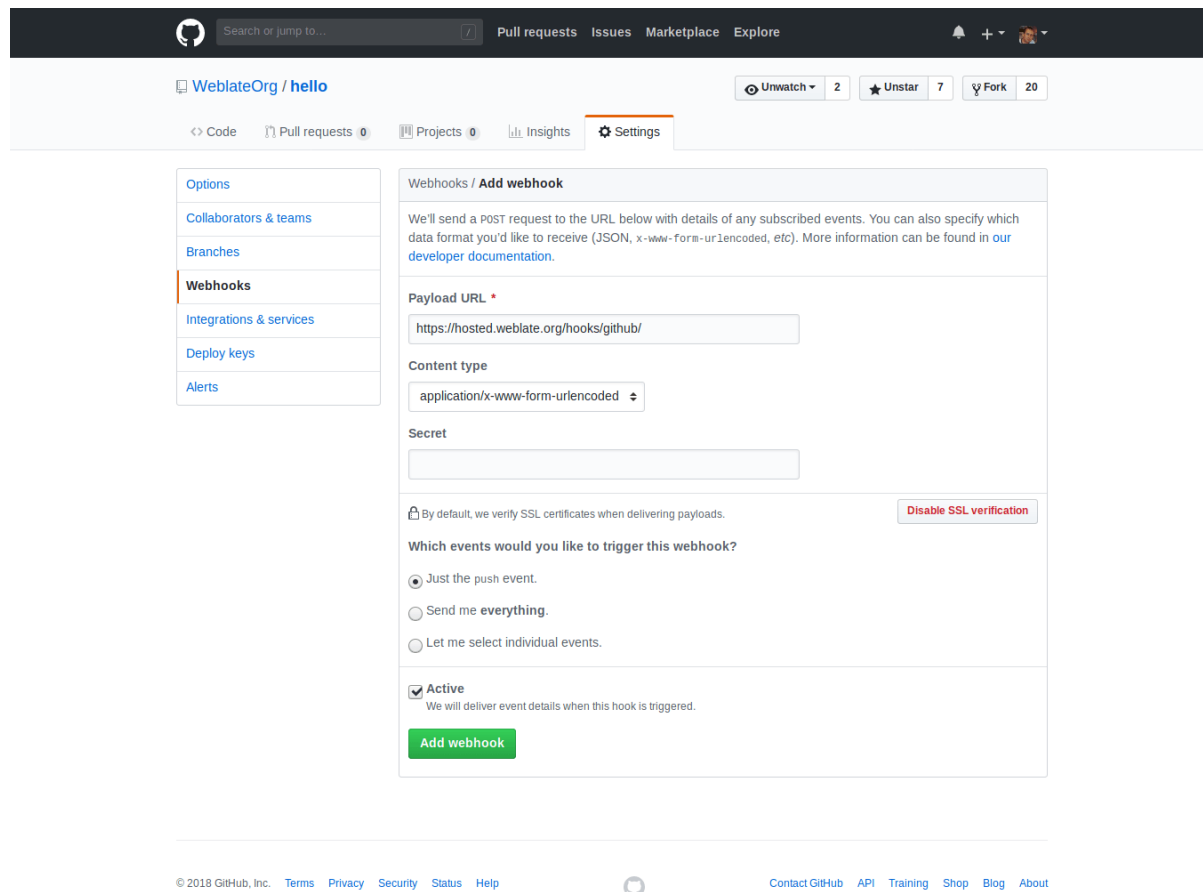 Search or jump to… / Pull requests Issues Marketplace Explore
WeblateOrg / hello Unwatch 2 Unstar 7 Fork 20
Code Pull requests 0 Projects 0 Insights Settings
Options
Collaborators & teams
Branches
Webhooks
Integrations & services
Deploy keys
Alerts
Webhooks / Add webhook
We'll send a POST request to the URL below with details of any subscribed events. You can also specify which
data format you'd like to receive (JSON, x-www-form-urlencoded, etc). More information can be found in our
developer documentation.
Payload URL *
https://hosted.weblate.org/hooks/github/
Content type
application/x-www-form-urlencoded
Secret
By default, we verify SSL certificates when delivering payloads. Disable SSL verification
Which events would you like to trigger this webhook?
Just the push event.
Send me everything.
Let me select individual events.
Active
We will deliver event details when this hook is triggered.
Add webhook
© 2018 GitHub, Inc. Terms Privacy Security Status Help Contact GitHub API Training Shop Blog About